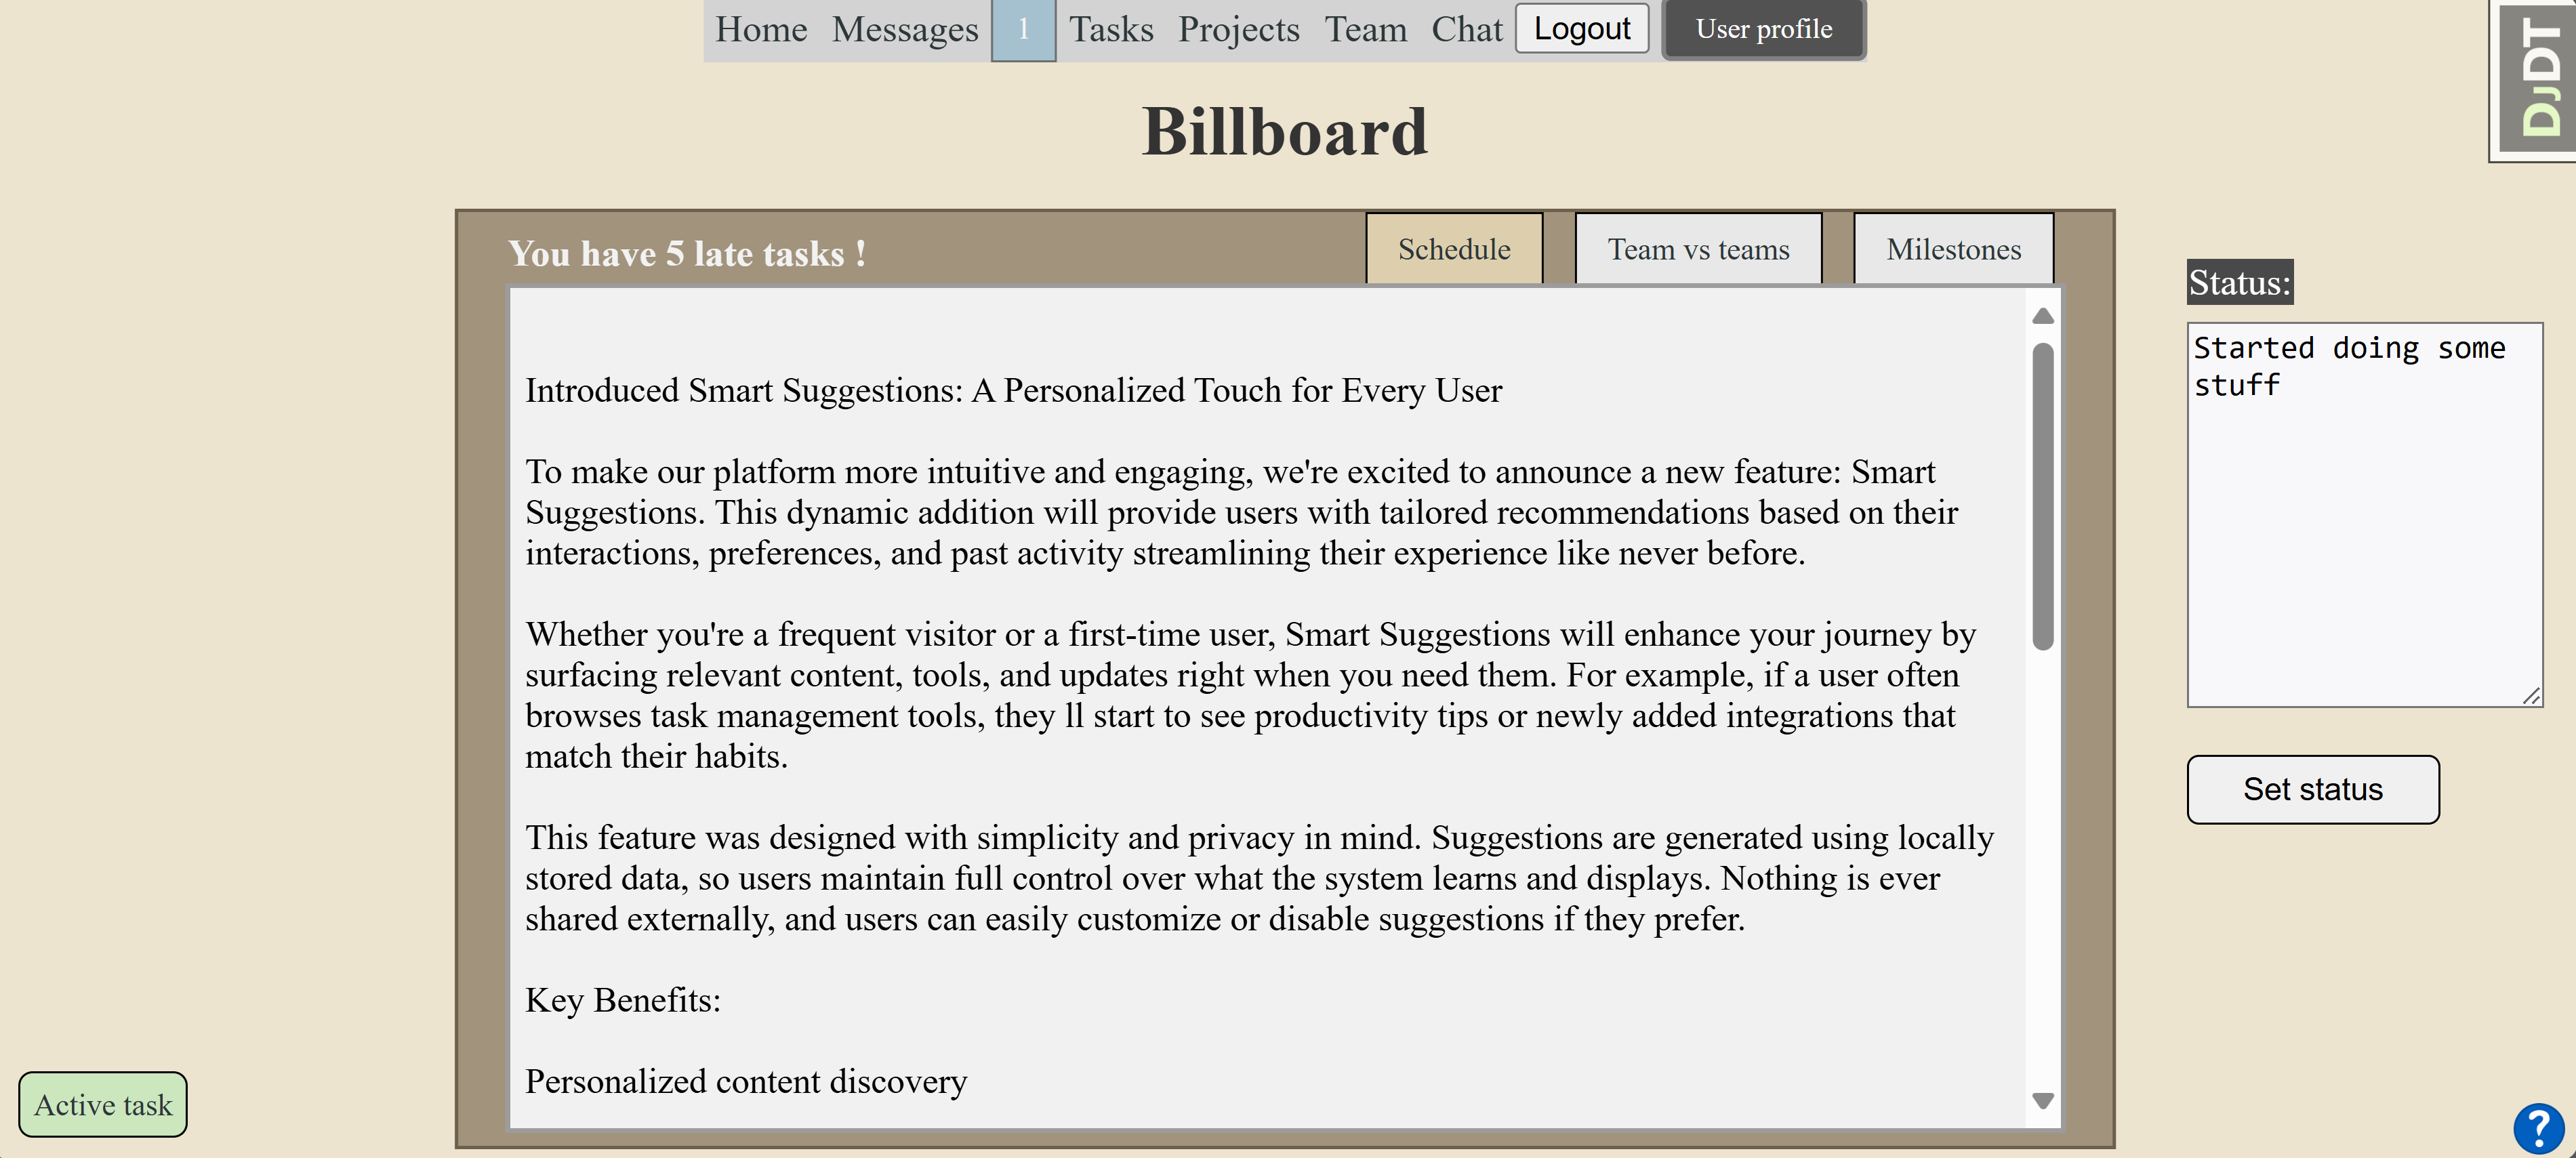 Home Messages 1 Tasks Projects Team Chat Logout User profile
DJDT
Billboard
You have 5 late tasks !
Schedule
Team vs teams
Milestones
Introduced Smart Suggestions: A Personalized Touch for Every User
To make our platform more intuitive and engaging, we're excited to announce a new feature: Smart
Suggestions. This dynamic addition will provide users with tailored recommendations based on their
interactions, preferences, and past activity streamlining their experience like never before.
Whether you're a frequent visitor or a first-time user, Smart Suggestions will enhance your journey by
surfacing relevant content, tools, and updates right when you need them. For example, if a user often
browses task management tools, they ll start to see productivity tips or newly added integrations that
match their habits.
This feature was designed with simplicity and privacy in mind. Suggestions are generated using locally
stored data, so users maintain full control over what the system learns and displays. Nothing is ever
shared externally, and users can easily customize or disable suggestions if they prefer.
Key Benefits:
Personalized content discovery
Status:
Started doing some
stuff
Set status
Active task
?